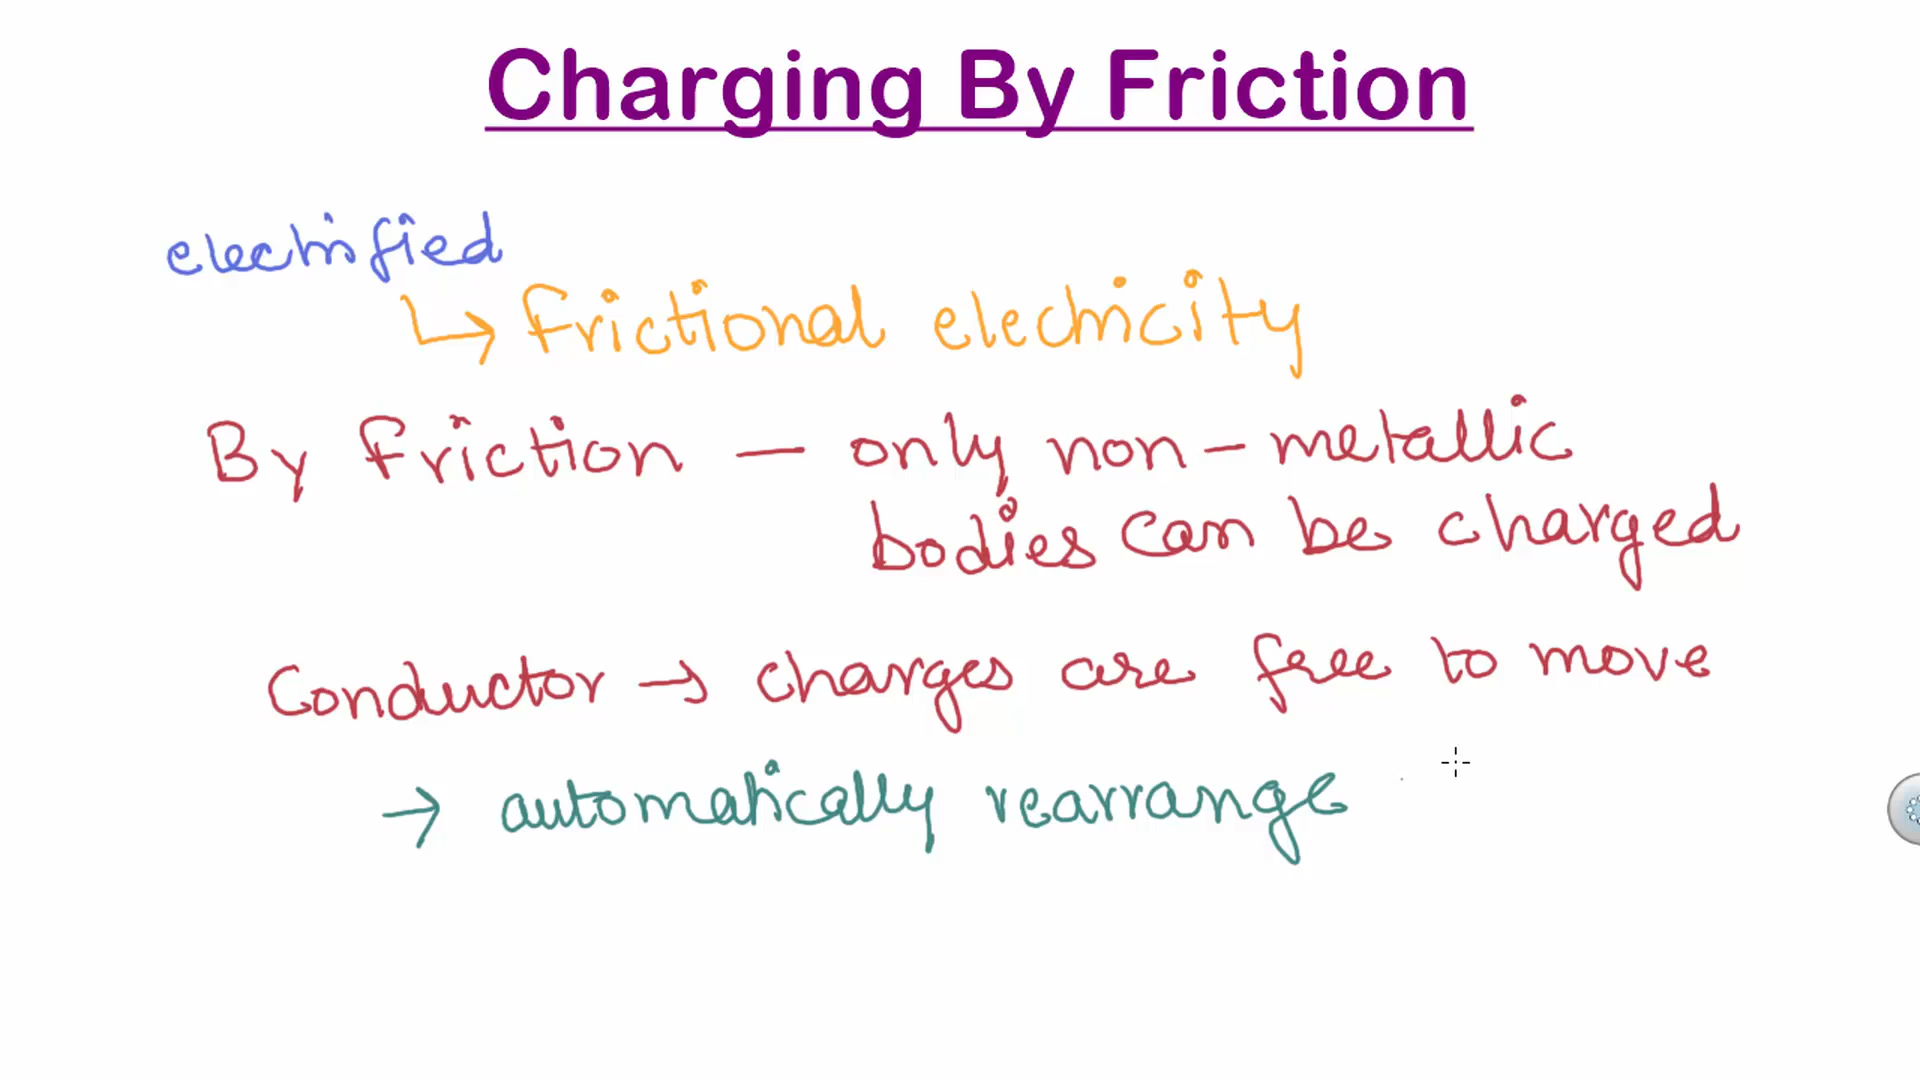 Charging By Friction
electrified
↳ Frictional electricity
By Friction — only non-metallic
bodies can be charged
Conductor → charges are free to move
→ automatically rearrange